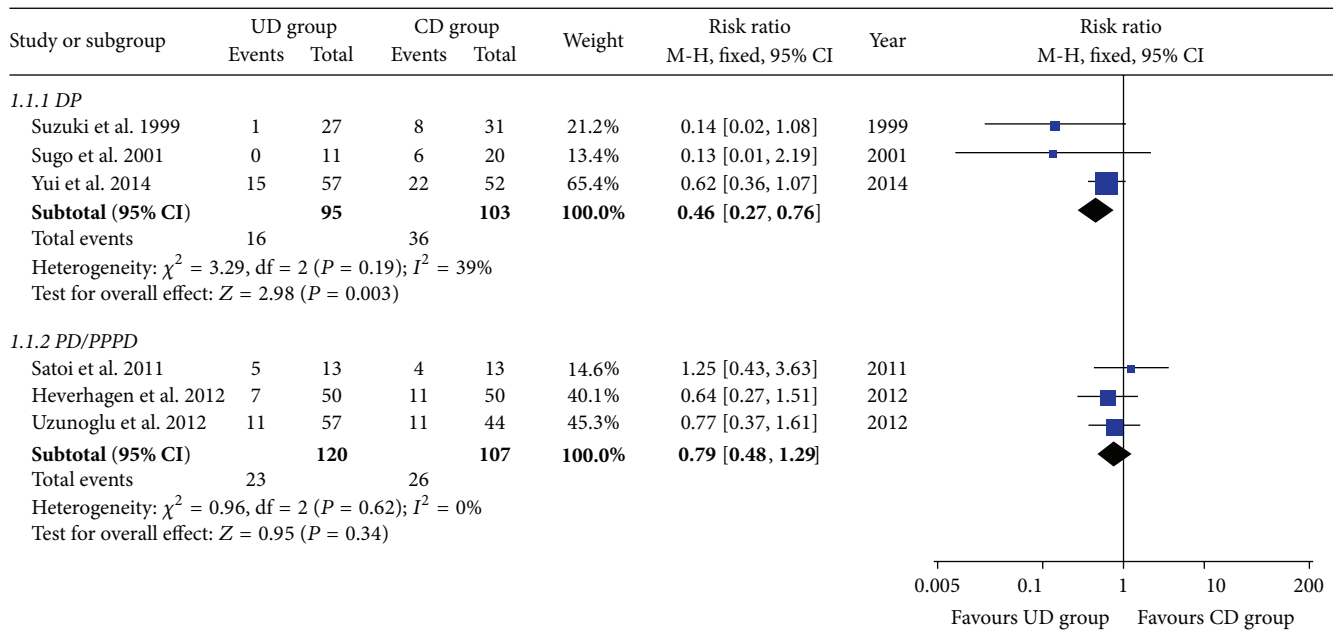 Study or subgroup UD group CD group Weight Risk ratio Year Risk ratio
Events Total Events Total M-H, fixed, 95% CI M-H, fixed, 95% CI
1.1.1 DP
Suzuki et al. 1999 1 27 8 31 21.2% 0.14 [0.02, 1.08] 1999
Sugo et al. 2001 0 11 6 20 13.4% 0.13 [0.01, 2.19] 2001
Yui et al. 2014 15 57 22 52 65.4% 0.62 [0.36, 1.07] 2014
Subtotal (95% CI) 95 103 100.0% 0.46 [0.27, 0.76]
Total events 16 36
Heterogeneity: χ² = 3.29, df = 2 (P = 0.19); I² = 39%
Test for overall effect: Z = 2.98 (P = 0.003)
1.1.2 PD/PPPD
Satoi et al. 2011 5 13 4 13 14.6% 1.25 [0.43, 3.63] 2011
Heverhagen et al. 2012 7 50 11 50 40.1% 0.64 [0.27, 1.51] 2012
Uzunoglu et al. 2012 11 57 11 44 45.3% 0.77 [0.37, 1.61] 2012
Subtotal (95% CI) 120 107 100.0% 0.79 [0.48, 1.29]
Total events 23 26
Heterogeneity: χ² = 0.96, df = 2 (P = 0.62); I² = 0%
Test for overall effect: Z = 0.95 (P = 0.34)
0.005 0.1 1 10 200
Favours UD group Favours CD group